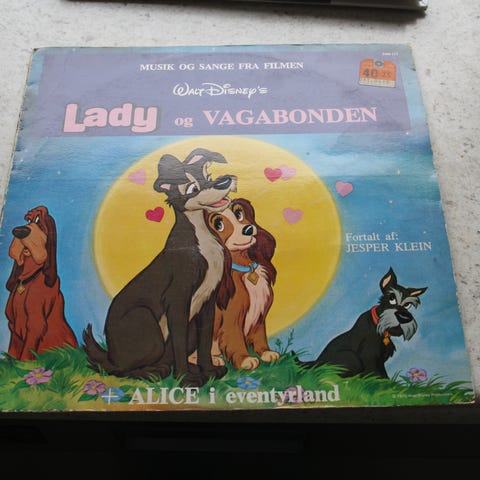 MUSIK OG SANGE FRA FILMEN
WALT DISNEY'S
Lady og VAGABONDEN
Fortalt af:
JESPER KLEIN
+ ALICE i eventyrland